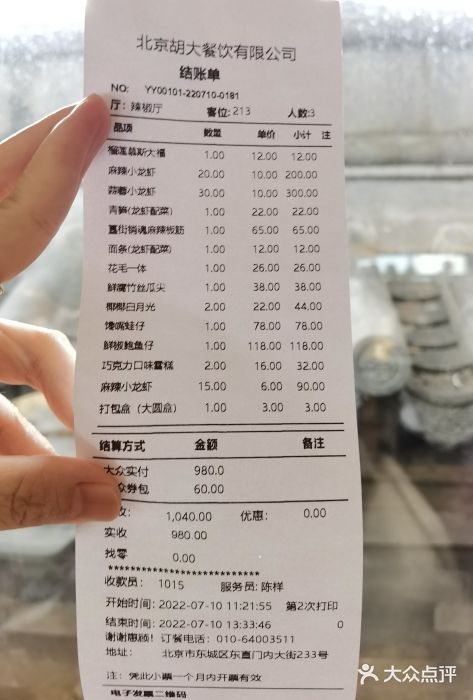 北京胡大餐饮有限公司
结账单
NO: YY00101-220710-0181
厅: 辣椒厅 客位: 213 人数:3
品项 数量 单价 小计 注
榴莲慕斯大福 1.00 12.00 12.00
麻辣小龙虾 20.00 10.00 200.00
蒜蓉小龙虾 30.00 10.00 300.00
青笋(龙虾配菜) 1.00 22.00 22.00
簋街销魂麻辣板筋 1.00 65.00 65.00
面条(龙虾配菜) 1.00 12.00 12.00
花毛一体 1.00 26.00 26.00
鲜腐竹丝瓜尖 1.00 38.00 38.00
椰椰白月光 2.00 22.00 44.00
馋嘴蛙仔 1.00 78.00 78.00
鲜椒鲍鱼仔 1.00 118.00 118.00
巧克力口味雪糕 2.00 16.00 32.00
麻辣小龙虾 15.00 6.00 90.00
打包盒（大圆盒） 1.00 3.00 3.00
结算方式 金额 备注
大众实付 980.0
众券包 60.00
收: 1,040.00 优惠: 0.00
实收 980.00
找零 0.00
**************************
收款员: 1015 服务员: 陈样
开始时间: 2022-07-10 11:21:55 第2次打印
结束时间: 2022-07-10 13:33:46 0
谢谢惠顾! 订餐电话: 010-64003511
地址: 北京市东城区东直门内大街233号
注: 凭此小票一个月内开票有效
电子发票二维码
大众点评